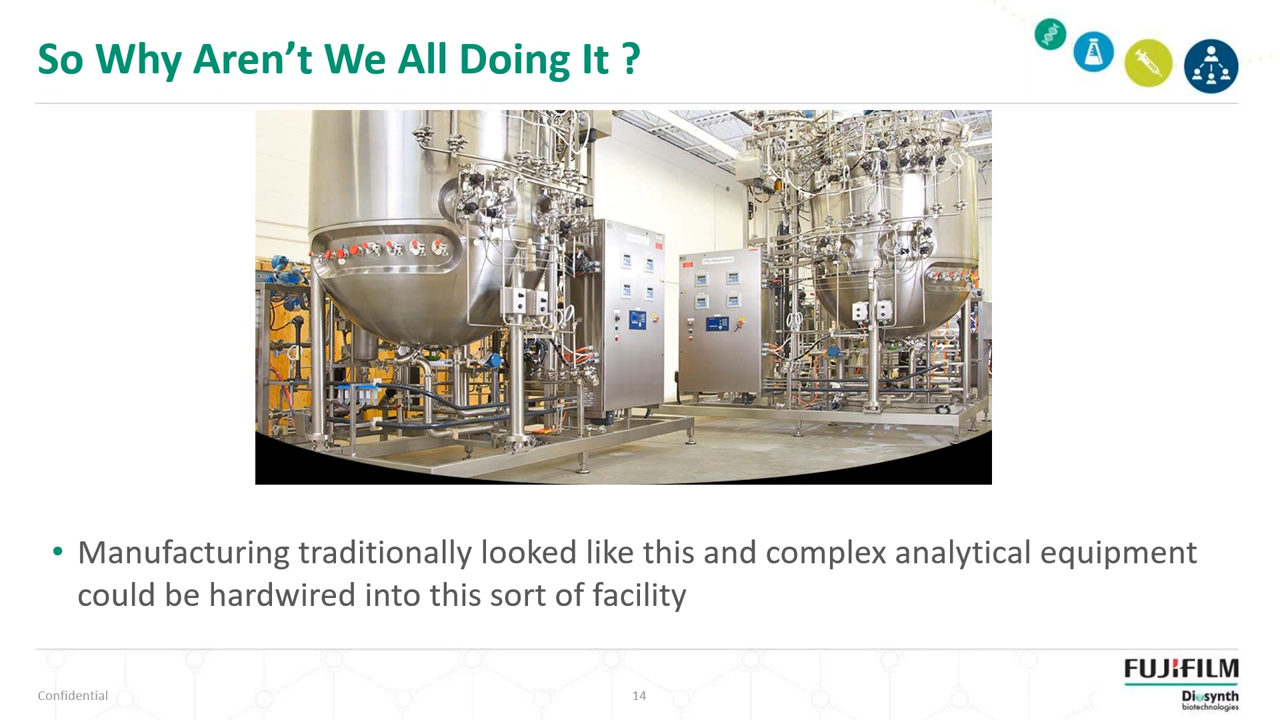 So Why Aren’t We All Doing It ?
• Manufacturing traditionally looked like this and complex analytical equipment
could be hardwired into this sort of facility
Confidential
14
FUJIFILM
Diosynth
biotechnologies